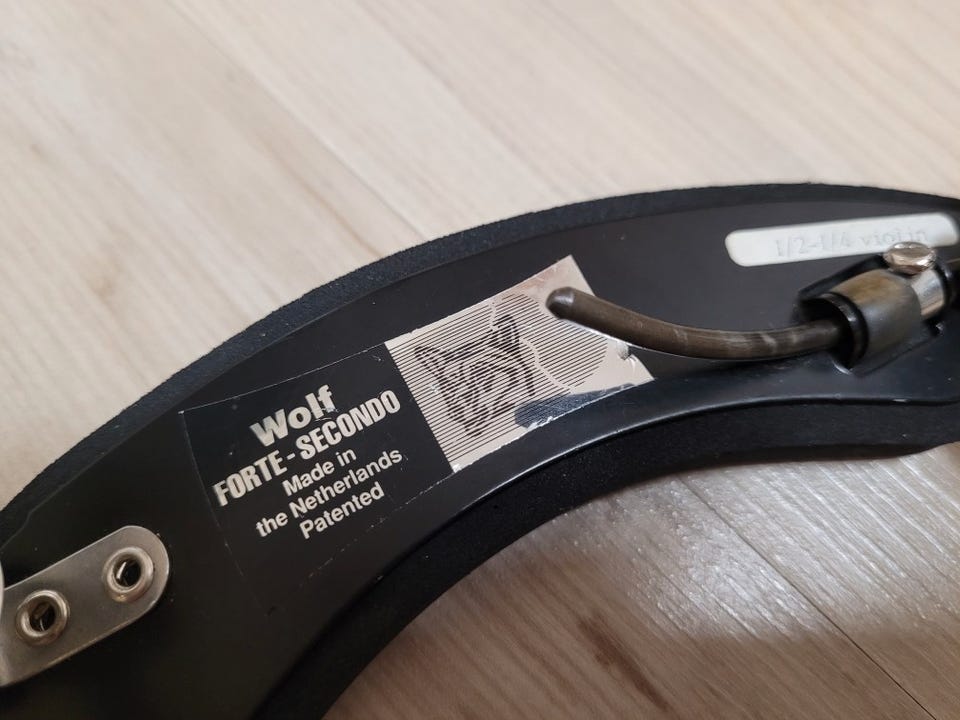 Wolf
FORTE-SECONDO
Made in
the Netherlands
Patented
1/2-1/4 violin